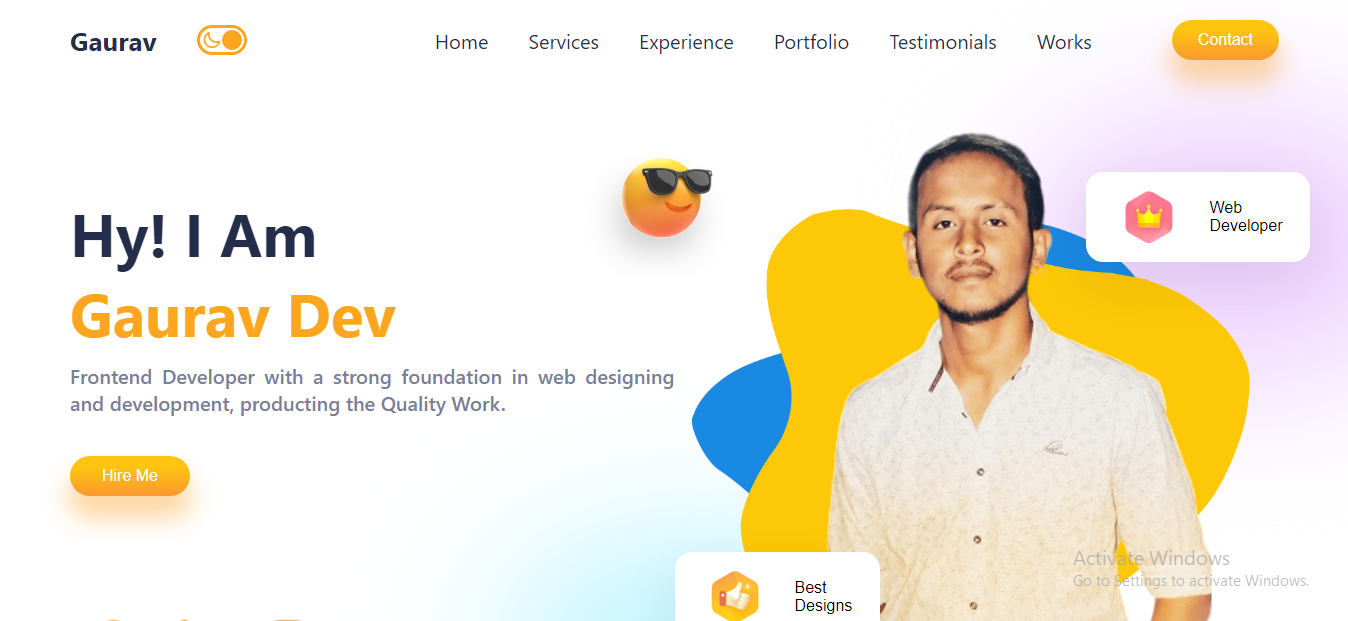 Gaurav
Home Services Experience Portfolio Testimonials Works
Contact
Web
Developer
Hy! I Am
Gaurav Dev
Frontend Developer with a strong foundation in web designing
and development, producting the Quality Work.
Hire Me
Best
Designs
Activate Windows
Go to Settings to activate Windows.